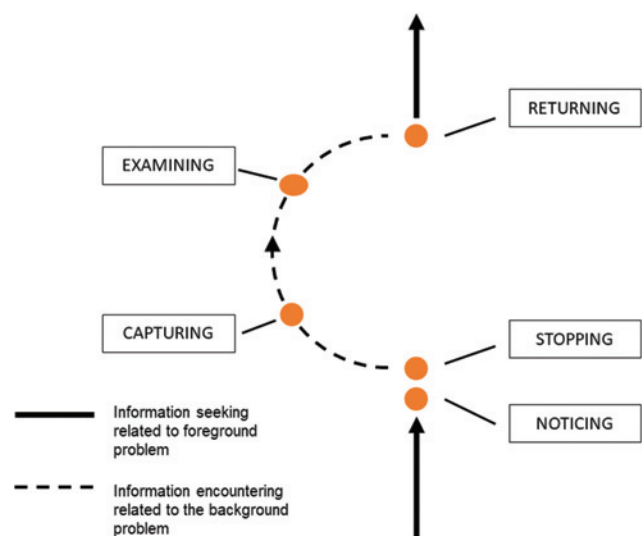 RETURNING
EXAMINING
CAPTURING
STOPPING
NOTICING
Information seeking
related to foreground
problem
Information encountering
related to the background
problem